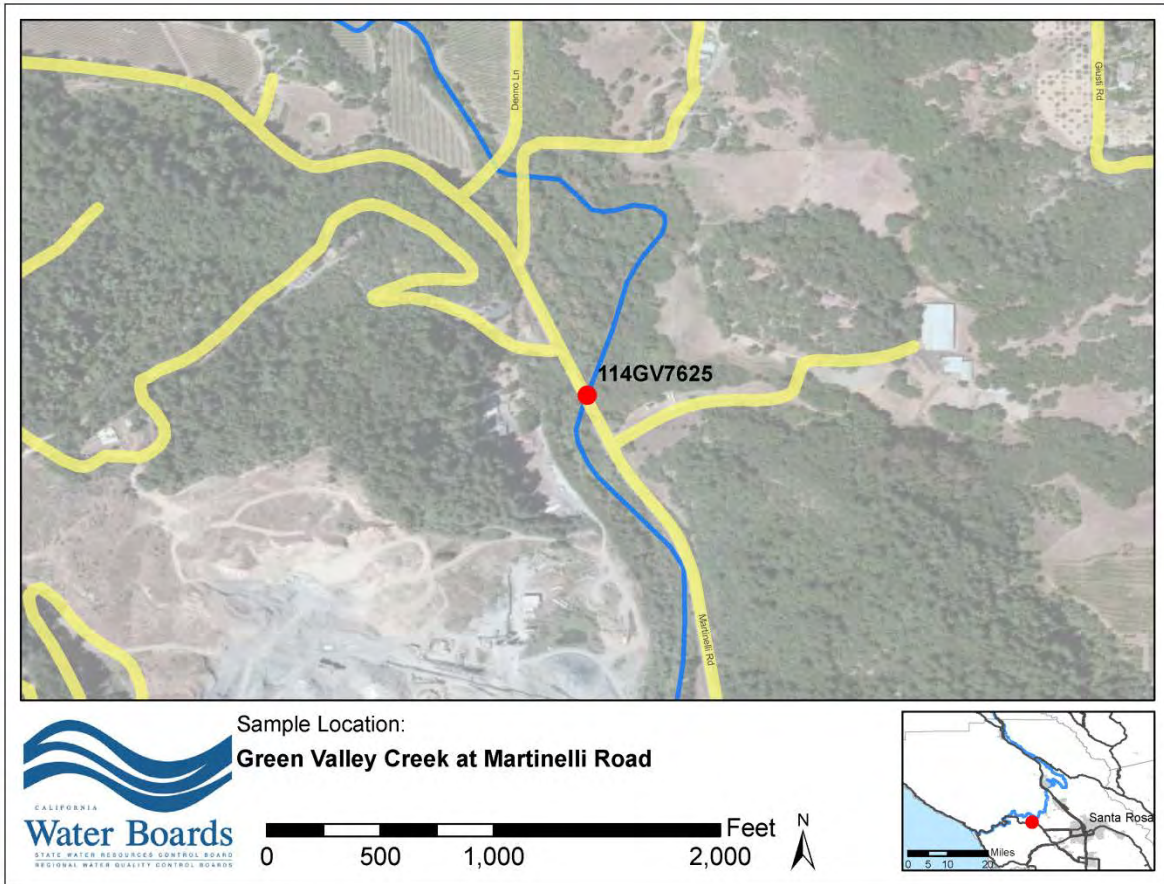 Denno Ln
Giusti Rd
114GV7625
Martinelli Rd
Sample Location:
Green Valley Creek at Martinelli Road
CALIFORNIA
Water Boards
STATE WATER RESOURCES CONTROL BOARD
REGIONAL WATER QUALITY CONTROL BOARDS
Feet
0 500 1,000 2,000
N
Santa Rosa
Miles
0 5 10 20